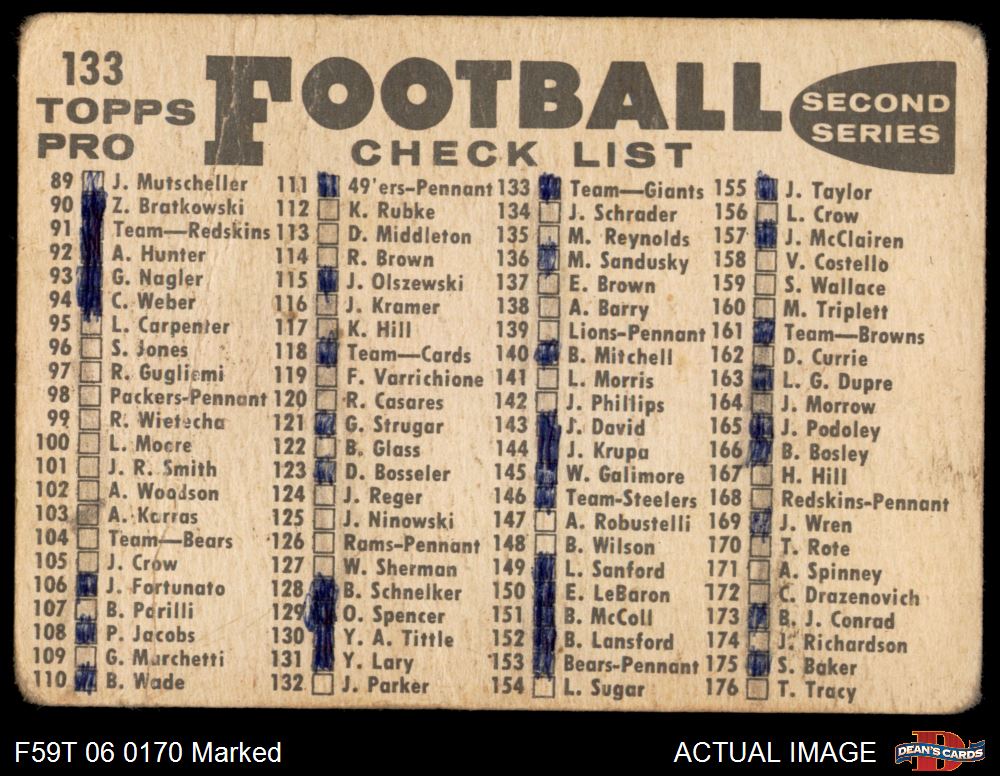 133
TOPPS
PRO
FOOTBALL
CHECK LIST
SECOND
SERIES
89 J. Mutscheller
90 Z. Bratkowski
91 Team—Redskins
92 A. Hunter
93 G. Nagler
94 C. Weber
95 L. Carpenter
96 S. Jones
97 R. Gugliemi
98 Packers-Pennant
99 R. Wietecha
100 L. Moore
101 J. R. Smith
102 A. Woodson
103 A. Karras
104 Team—Bears
105 J. Crow
106 J. Fortunato
107 B. Parilli
108 P. Jacobs
109 G. Marchetti
110 B. Wade
111 49'ers-Pennant
112 K. Rubke
113 D. Middleton
114 R. Brown
115 J. Olszewski
116 J. Kramer
117 K. Hill
118 Team—Cards
119 F. Varrichione
120 R. Casares
121 G. Strugar
122 B. Glass
123 D. Bosseler
124 J. Reger
125 J. Ninowski
126 Rams-Pennant
127 W. Sherman
128 B. Schnelker
129 O. Spencer
130 Y. A. Tittle
131 Y. Lary
132 J. Parker
133 Team—Giants
134 J. Schrader
135 M. Reynolds
136 M. Sandusky
137 E. Brown
138 A. Barry
139 Lions-Pennant
140 B. Mitchell
141 L. Morris
142 J. Phillips
143 J. David
144 J. Krupa
145 W. Galimore
146 Team-Steelers
147 A. Robustelli
148 B. Wilson
149 L. Sanford
150 E. LeBaron
151 B. McColl
152 B. Lansford
153 Bears-Pennant
154 L. Sugar
155 J. Taylor
156 L. Crow
157 J. McClairen
158 V. Costello
159 S. Wallace
160 M. Triplett
161 Team—Browns
162 D. Currie
163 L. G. Dupre
164 J. Morrow
165 J. Podoley
166 B. Bosley
167 H. Hill
168 Redskins-Pennant
169 J. Wren
170 T. Rote
171 A. Spinney
172 C. Drazenovich
173 B. J. Conrad
174 J. Richardson
175 S. Baker
176 T. Tracy
F59T 06 0170 Marked
ACTUAL IMAGE
DEAN'S CARDS